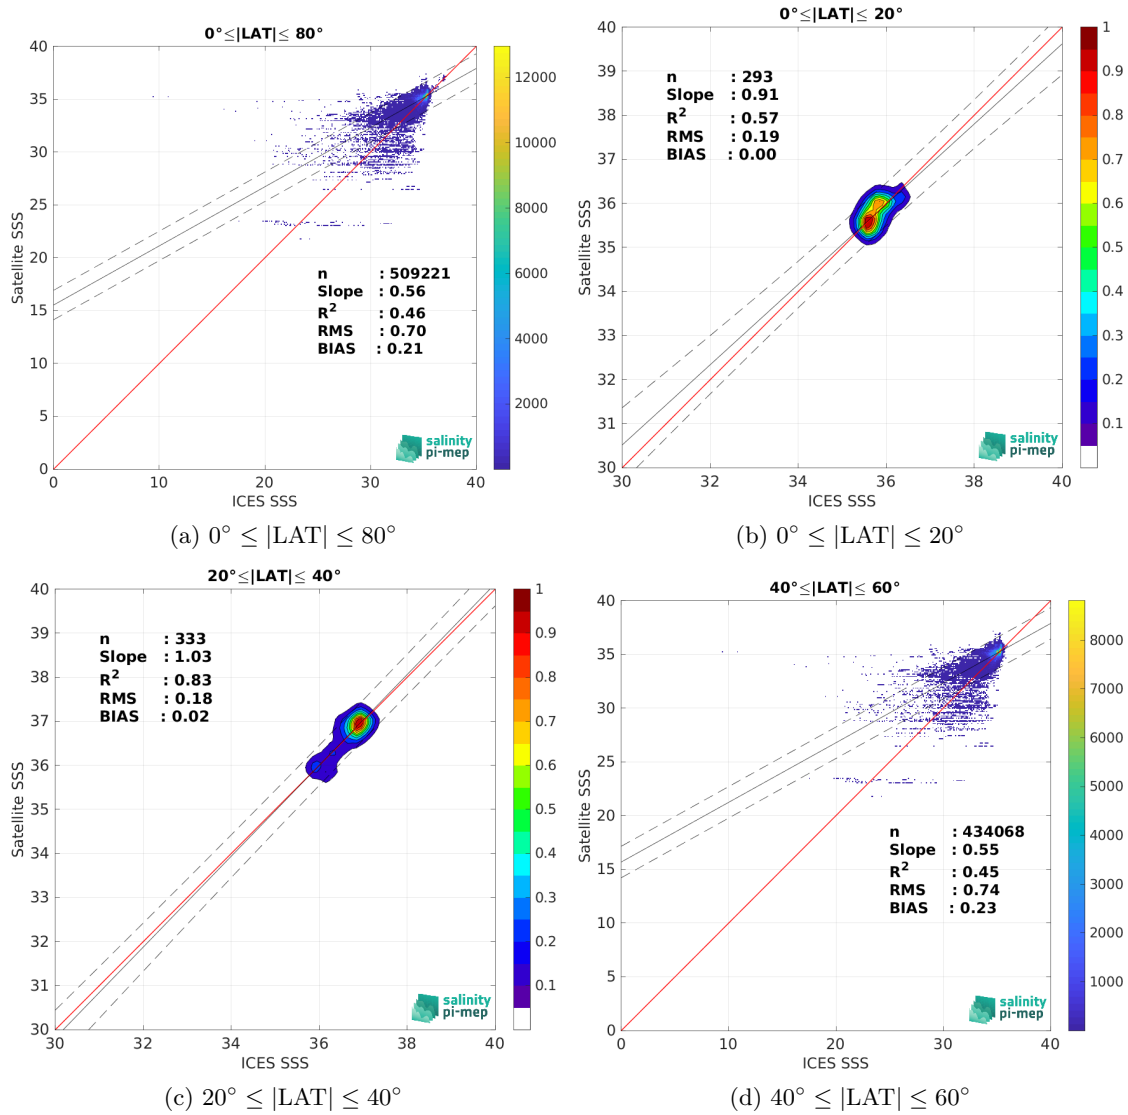 0°≤|LAT|≤ 80°
40
35
30
25
20
15
10
5
0
Satellite SSS
n : 509221
Slope : 0.56
R² : 0.46
RMS : 0.70
BIAS : 0.21
salinity
pi-mep
0 10 20 30 40
ICES SSS
12000
10000
8000
6000
4000
2000
(a) 0° ≤ |LAT| ≤ 80°
0°≤|LAT|≤ 20°
40
39
38
37
36
35
34
33
32
31
30
Satellite SSS
n : 293
Slope : 0.91
R² : 0.57
RMS : 0.19
BIAS : 0.00
salinity
pi-mep
30 32 34 36 38 40
ICES SSS
1
0.9
0.8
0.7
0.6
0.5
0.4
0.3
0.2
0.1
(b) 0° ≤ |LAT| ≤ 20°
20°≤|LAT|≤ 40°
40
39
38
37
36
35
34
33
32
31
30
Satellite SSS
n : 333
Slope : 1.03
R² : 0.83
RMS : 0.18
BIAS : 0.02
salinity
pi-mep
30 32 34 36 38 40
ICES SSS
1
0.9
0.8
0.7
0.6
0.5
0.4
0.3
0.2
0.1
(c) 20° ≤ |LAT| ≤ 40°
40°≤|LAT|≤ 60°
40
35
30
25
20
15
10
5
0
Satellite SSS
n : 434068
Slope : 0.55
R² : 0.45
RMS : 0.74
BIAS : 0.23
salinity
pi-mep
0 10 20 30 40
ICES SSS
8000
7000
6000
5000
4000
3000
2000
1000
(d) 40° ≤ |LAT| ≤ 60°